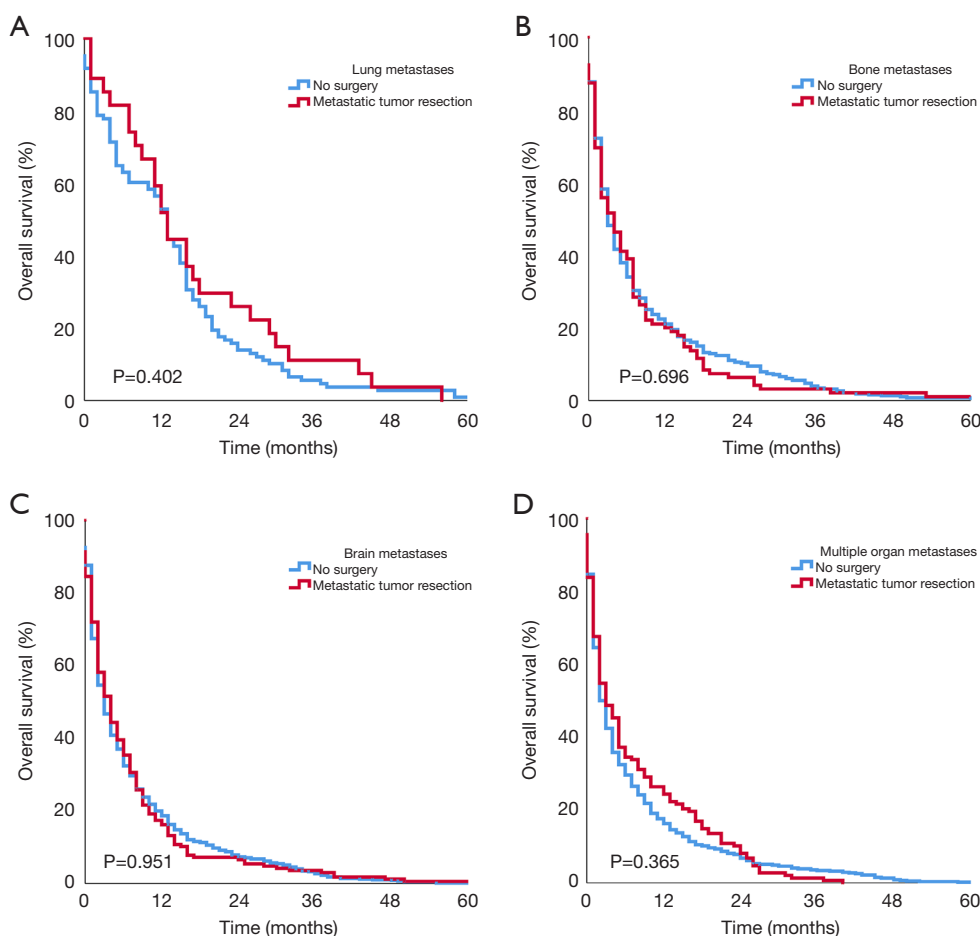 A
Overall survival (%)
100
80
60
40
20
0
Lung metastases
No surgery
Metastatic tumor resection
P=0.402
0 12 24 36 48 60
Time (months)
B
Overall survival (%)
100
80
60
40
20
0
Bone metastases
No surgery
Metastatic tumor resection
P=0.696
0 12 24 36 48 60
Time (months)
C
Overall survival (%)
100
80
60
40
20
0
Brain metastases
No surgery
Metastatic tumor resection
P=0.951
0 12 24 36 48 60
Time (months)
D
Overall survival (%)
100
80
60
40
20
0
Multiple organ metastases
No surgery
Metastatic tumor resection
P=0.365
0 12 24 36 48 60
Time (months)